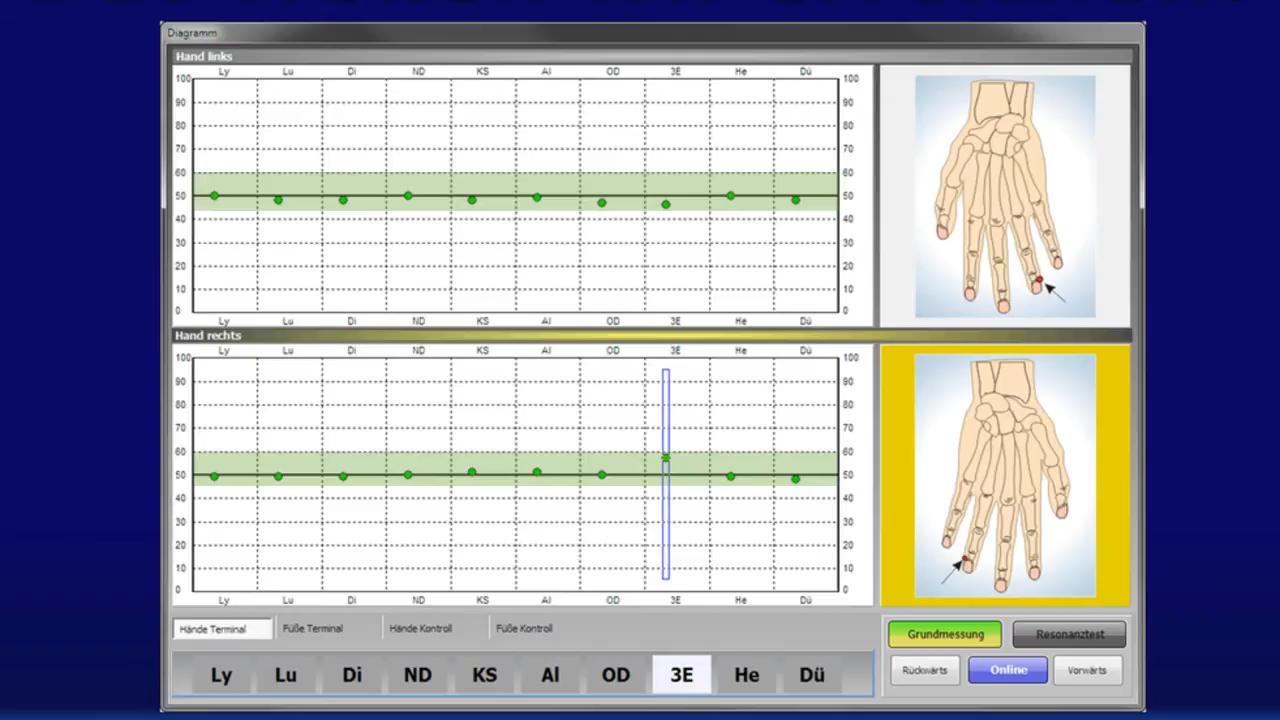 Diagramm
Hand links
Ly Lu Di ND KS Al OD 3E He Dü
100 100
90 90
80 80
70 70
60 60
50 50
40 40
30 30
20 20
10 10
0 0
Ly Lu Di ND KS Al OD 3E He Dü
Hand rechts
Ly Lu Di ND KS Al OD 3E He Dü
100 100
90 90
80 80
70 70
60 60
50 50
40 40
30 30
20 20
10 10
0 0
Ly Lu Di ND KS Al OD 3E He Dü
Hände Terminal Füße Terminal Hände Kontroll Füße Kontroll
Grundmessung Resonanztest
Ly Lu Di ND KS Al OD 3E He Dü
Rückwärts Online Vorwärts